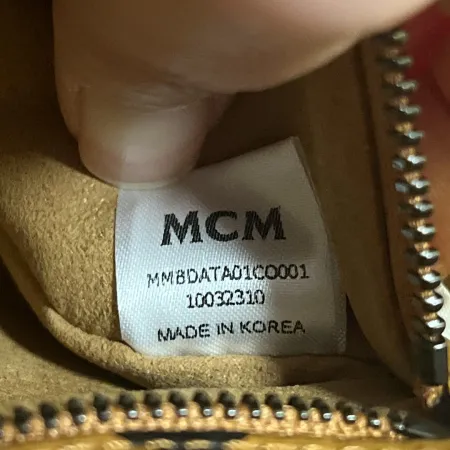 MCM
MMBDATA01CO001
10032310
MADE IN KOREA